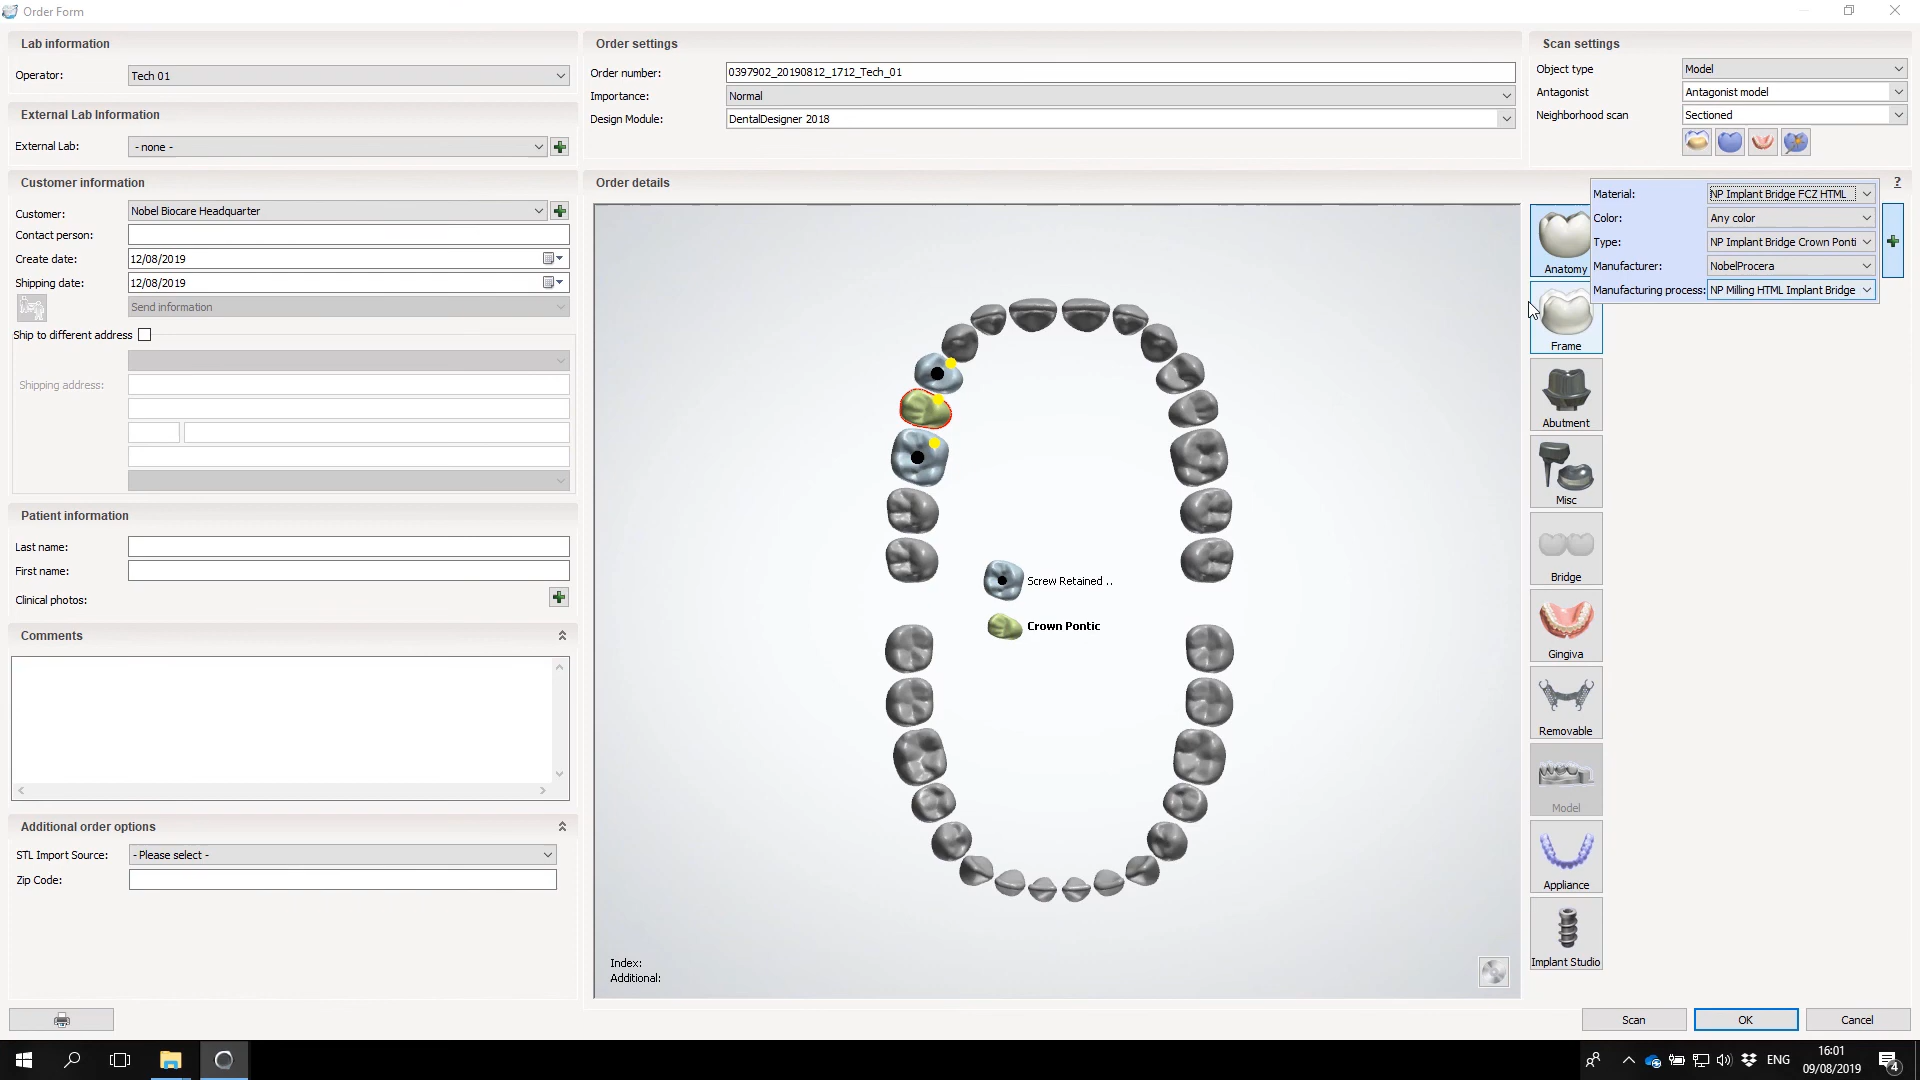 Order Form
Lab information
Operator: Tech 01
External Lab Information
External Lab: - none -
Customer information
Customer: Nobel Biocare Headquarter
Contact person:
Create date: 12/08/2019
Shipping date: 12/08/2019
Send information
Ship to different address
Shipping address:
Patient information
Last name:
First name:
Clinical photos:
Comments
Additional order options
STL Import Source: - Please select -
Zip Code:
Order settings
Order number: 0397902_20190812_1712_Tech_01
Importance: Normal
Design Module: DentalDesigner 2018
Order details
Screw Retained ..
Crown Pontic
Index:
Additional:
Scan settings
Object type Model
Antagonist Antagonist model
Neighborhood scan Sectioned
?
Material: NP Implant Bridge FCZ HTML
Color: Any color
Type: NP Implant Bridge Crown Ponti
Manufacturer: NobelProcera
Manufacturing process: NP Milling HTML Implant Bridge
Anatomy
Frame
Abutment
Misc
Bridge
Gingiva
Removable
Model
Appliance
Implant Studio
Scan
OK
Cancel
ENG
16:01
09/08/2019
4